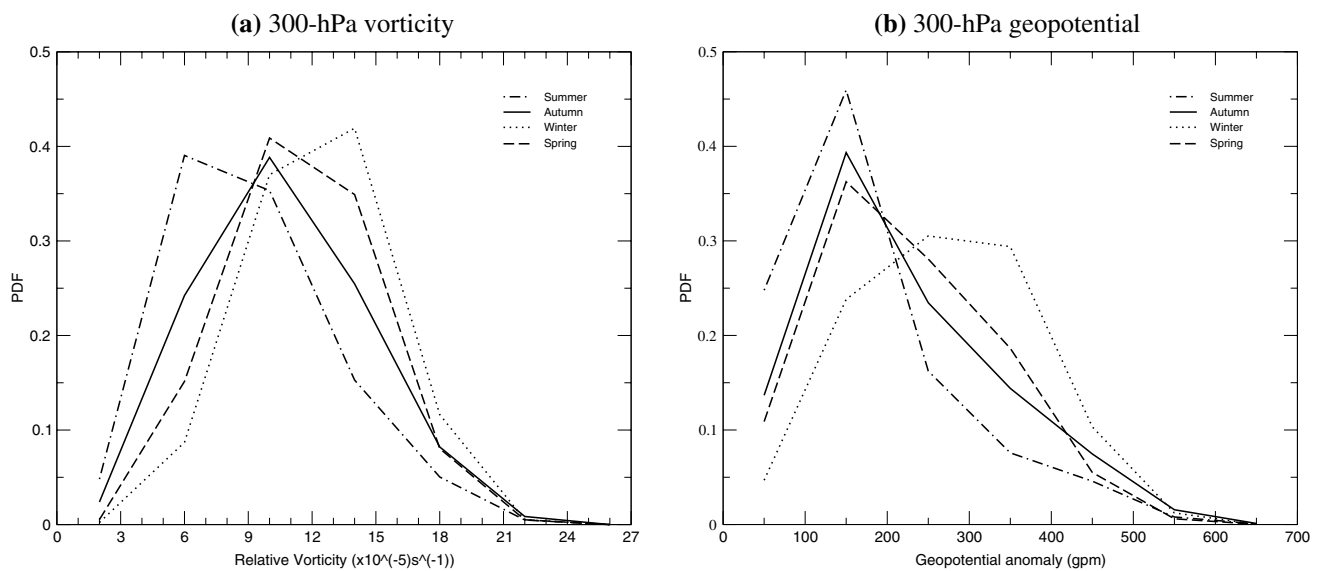 (a) 300-hPa vorticity
0.5
0.4
0.3
0.2
0.1
0
PDF
Summer
Autumn
Winter
Spring
0 3 6 9 12 15 18 21 24 27
Relative Vorticity (x10^(-5)s^(-1))
(b) 300-hPa geopotential
0.5
0.4
0.3
0.2
0.1
0
PDF
Summer
Autumn
Winter
Spring
0 100 200 300 400 500 600 700
Geopotential anomaly (gpm)